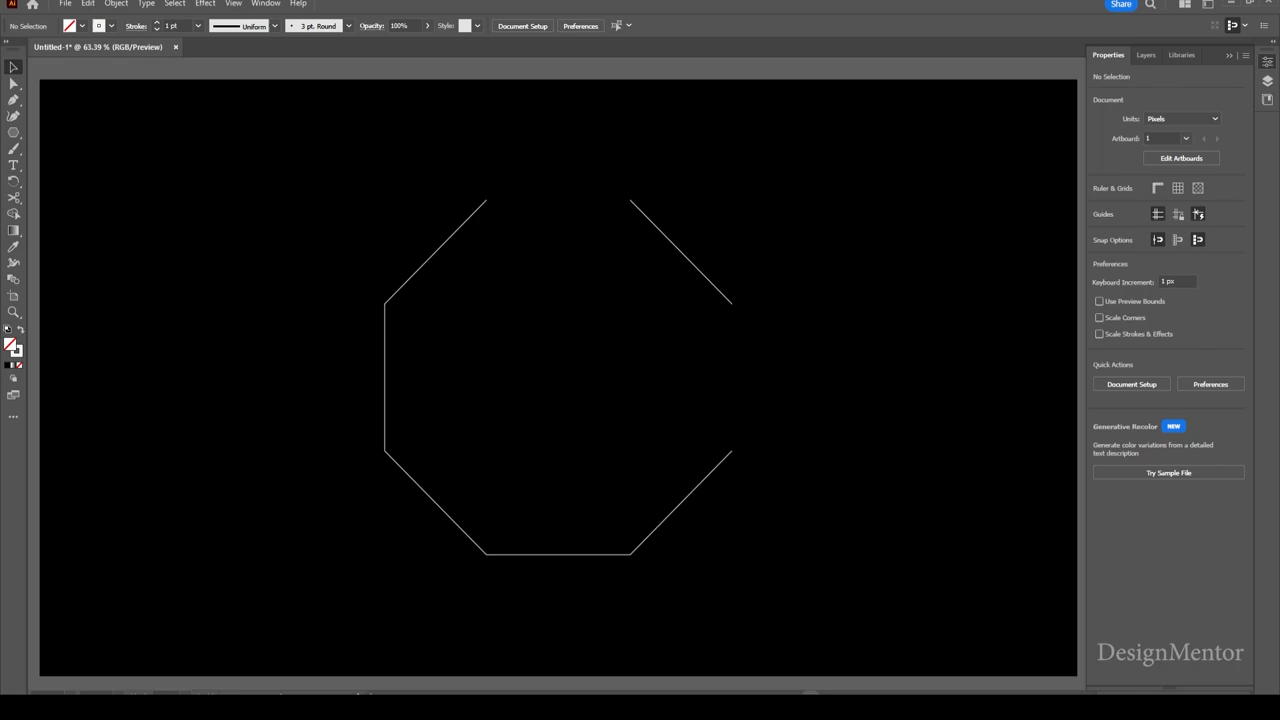 Ai File Edit Object Type Select Effect View Window Help Share
No Selection Stroke: 1 pt Uniform 3 pt. Round Opacity: 100% Style: Document Setup Preferences
Untitled-1* @ 63.39 % (RGB/Preview) ×
Properties Layers Libraries
No Selection
Document
Units: Pixels
Artboard: 1
Edit Artboards
Ruler & Grids
Guides
Snap Options
Preferences
Keyboard Increment: 1 px
Use Preview Bounds
Scale Corners
Scale Strokes & Effects
Quick Actions
Document Setup Preferences
Generative Recolor NEW
Generate color variations from a detailed
text description
Try Sample File
DesignMentor